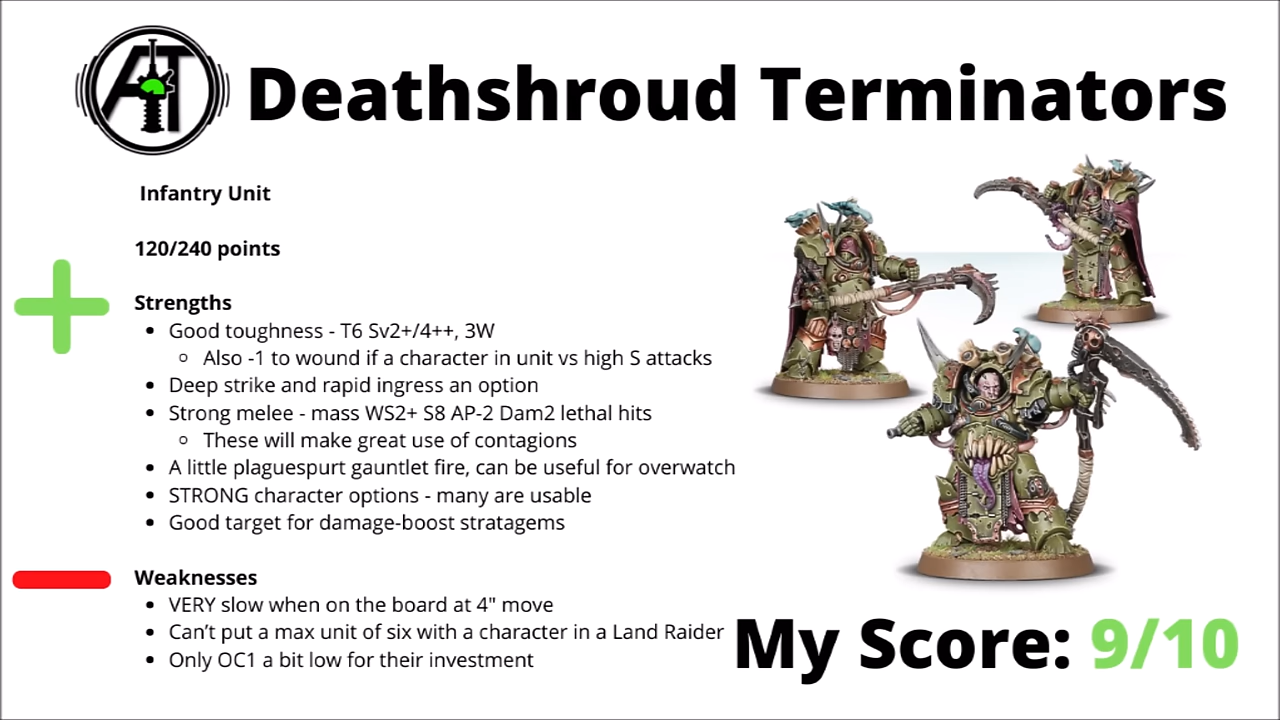 AT
Deathshroud Terminators
Infantry Unit
120/240 points
Strengths
• Good toughness - T6 Sv2+/4++, 3W
◦ Also -1 to wound if a character in unit vs high S attacks
• Deep strike and rapid ingress an option
• Strong melee - mass WS2+ S8 AP-2 Dam2 lethal hits
◦ These will make great use of contagions
• A little plaguespurt gauntlet fire, can be useful for overwatch
• STRONG character options - many are usable
• Good target for damage-boost stratagems
Weaknesses
• VERY slow when on the board at 4" move
• Can’t put a max unit of six with a character in a Land Raider
• Only OC1 a bit low for their investment
My Score: 9/10